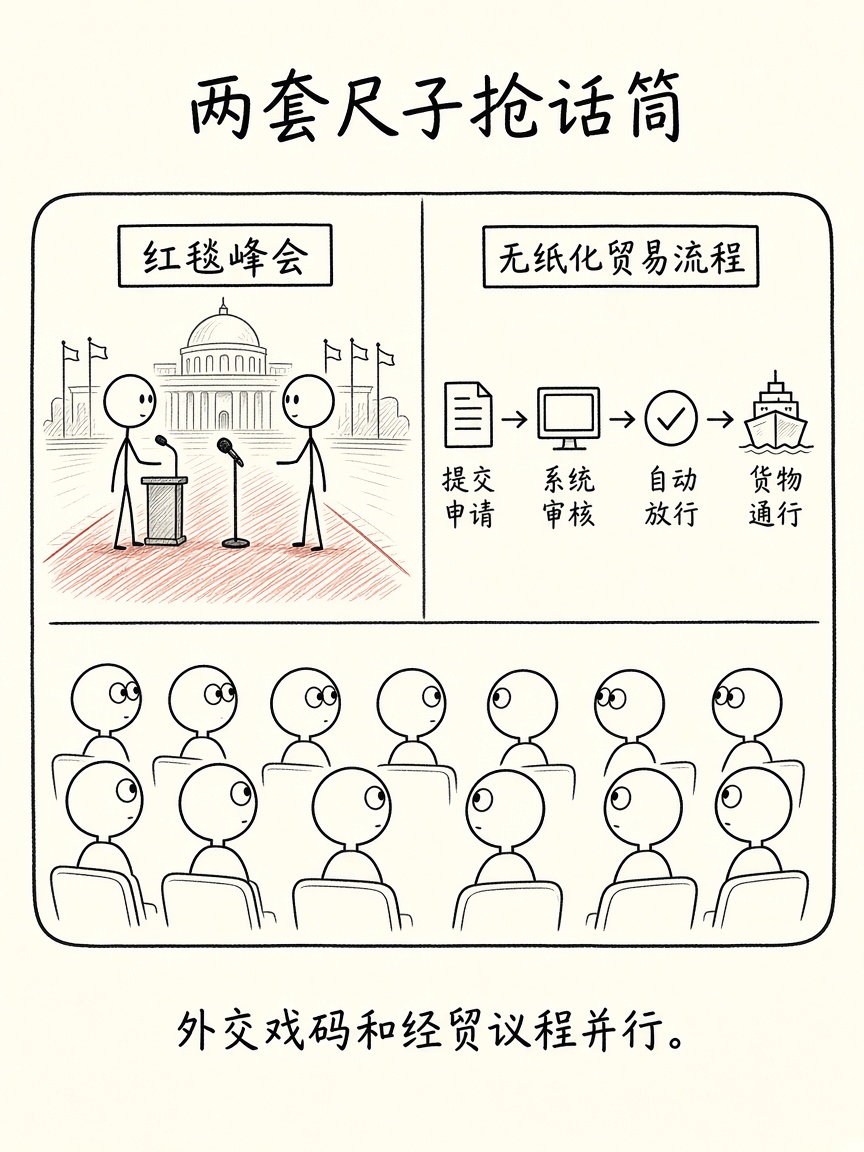 两套尺子抢话筒
红毯峰会
无纸化贸易流程
提交
申请
系统
审核
自动
放行
货物
通行
外交戏码和经贸议程并行。